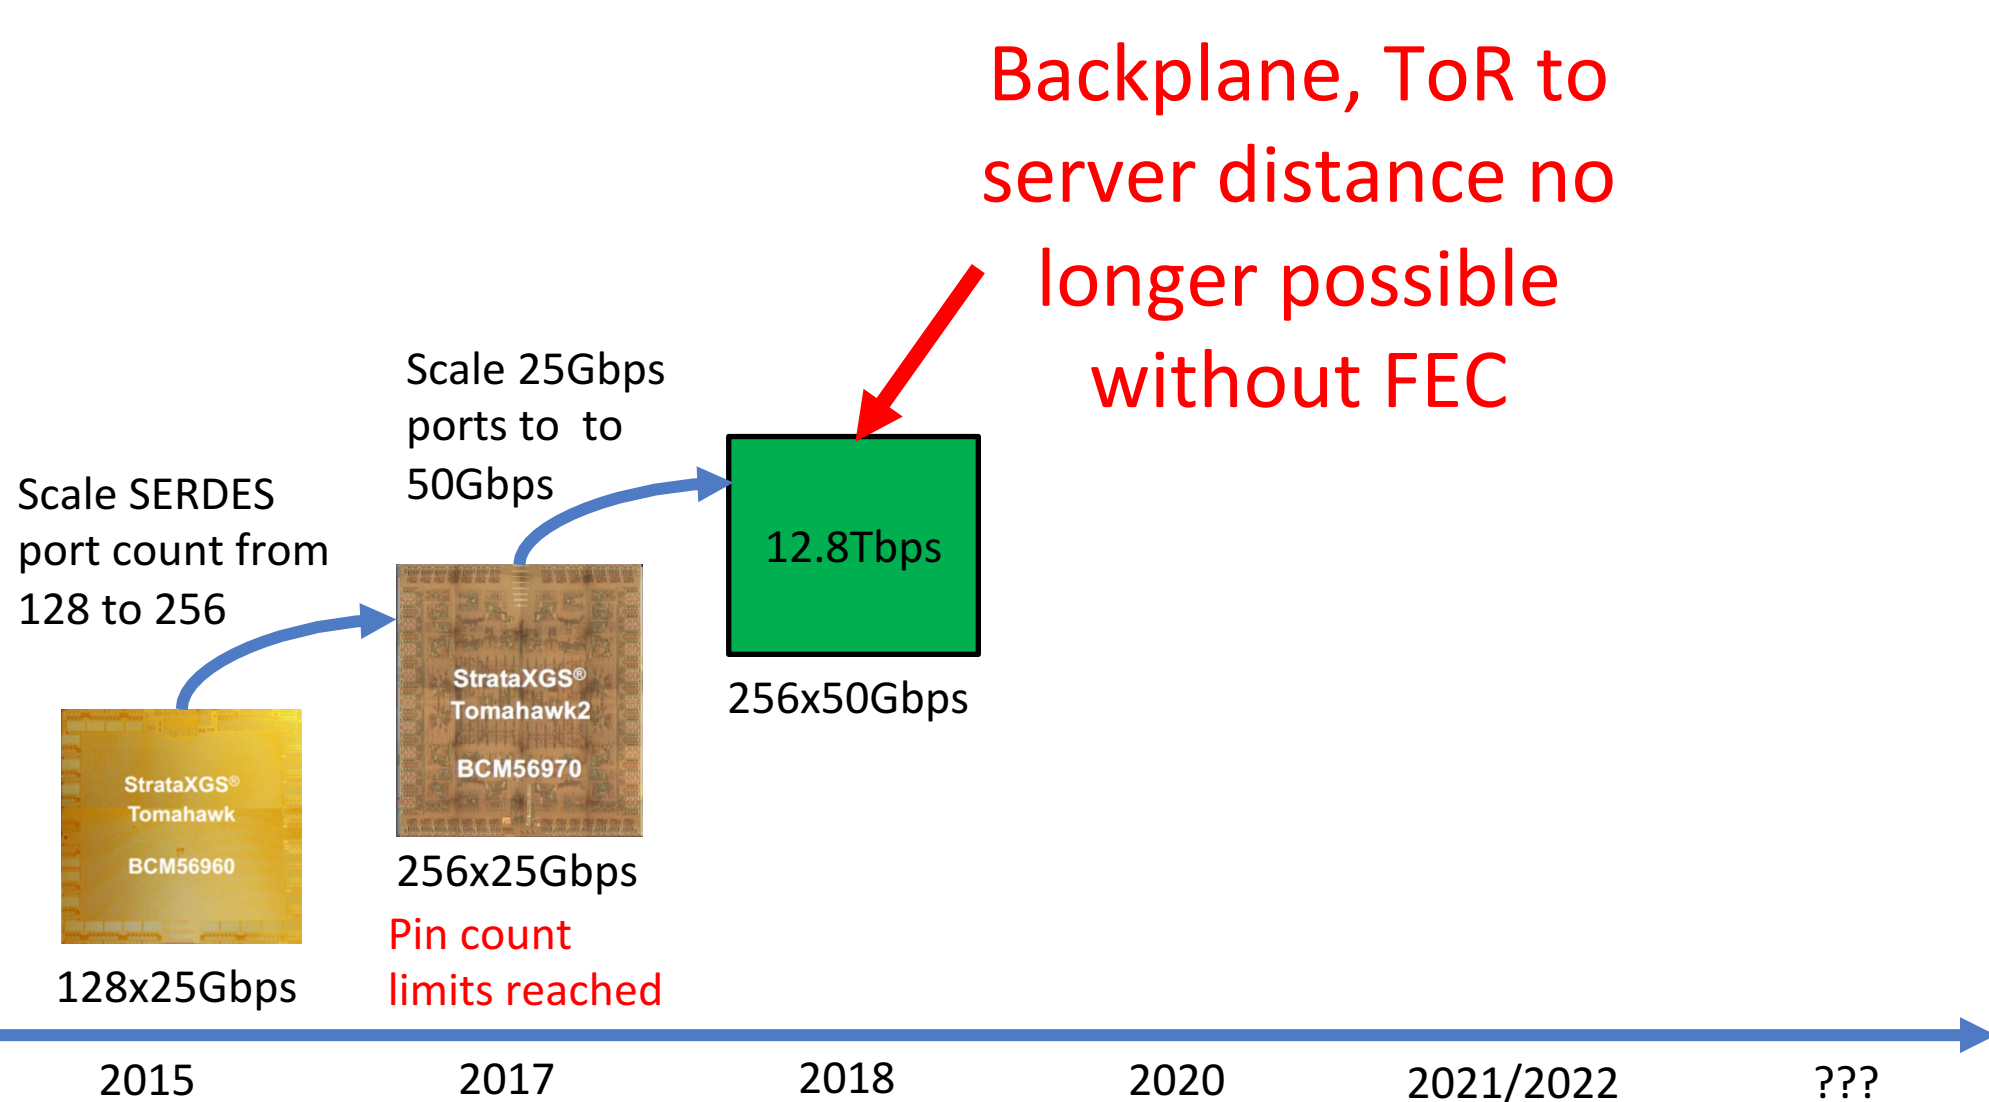 Backplane, ToR to
server distance no
longer possible
without FEC
Scale 25Gbps
ports to  to
50Gbps
Scale SERDES
port count from
128 to 256
12.8Tbps
256x50Gbps
StrataXGS®
Tomahawk2
BCM56970
256x25Gbps
Pin count
limits reached
StrataXGS®
Tomahawk
BCM56960
128x25Gbps
2015
2017
2018
2020
2021/2022
???